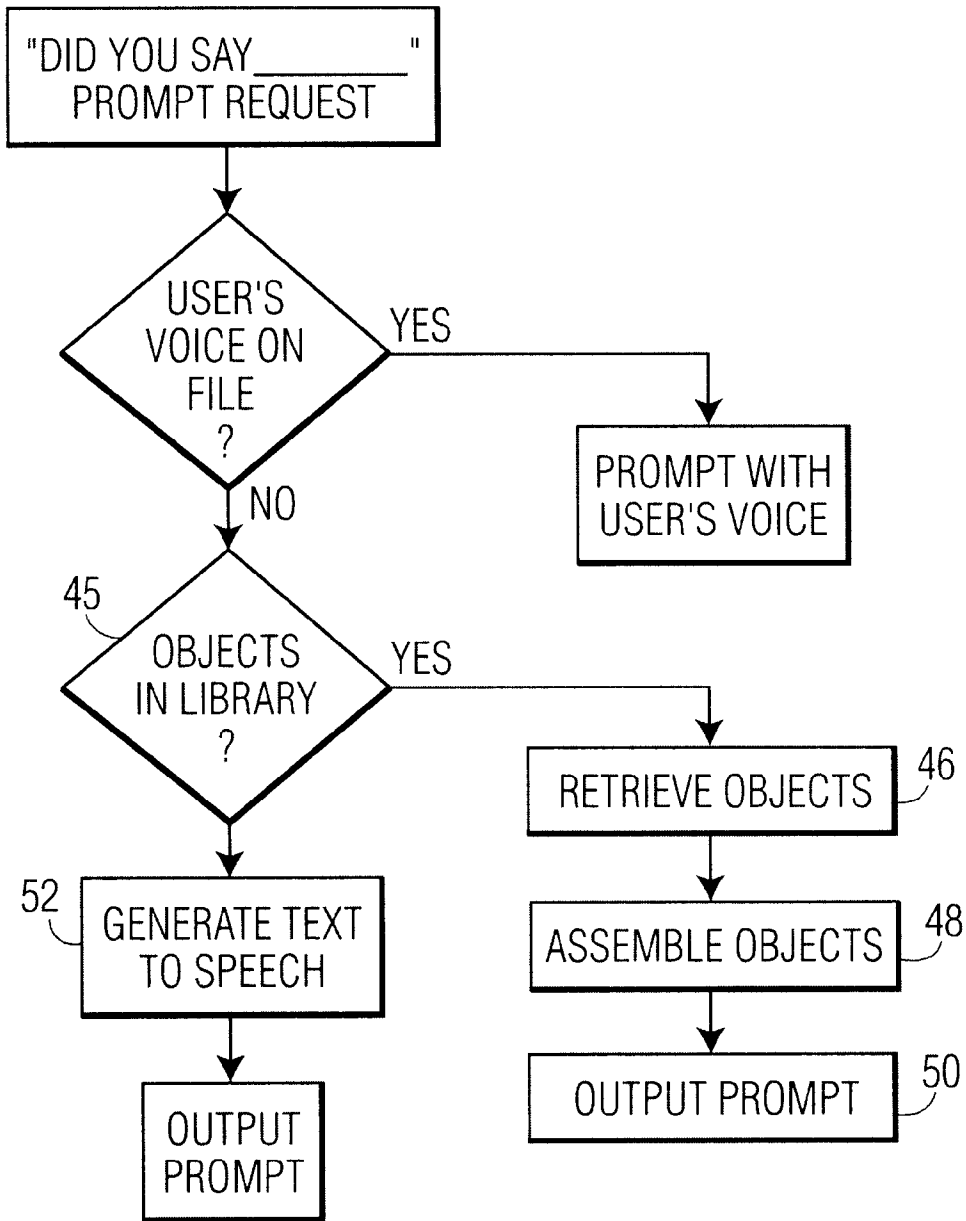 "DID YOU SAY_______"
PROMPT REQUEST
USER'S
VOICE ON
FILE
?
YES
PROMPT WITH
USER'S VOICE
NO
45
OBJECTS
IN LIBRARY
?
YES
RETRIEVE OBJECTS
46
ASSEMBLE OBJECTS
48
OUTPUT PROMPT
50
52
GENERATE TEXT
TO SPEECH
OUTPUT
PROMPT